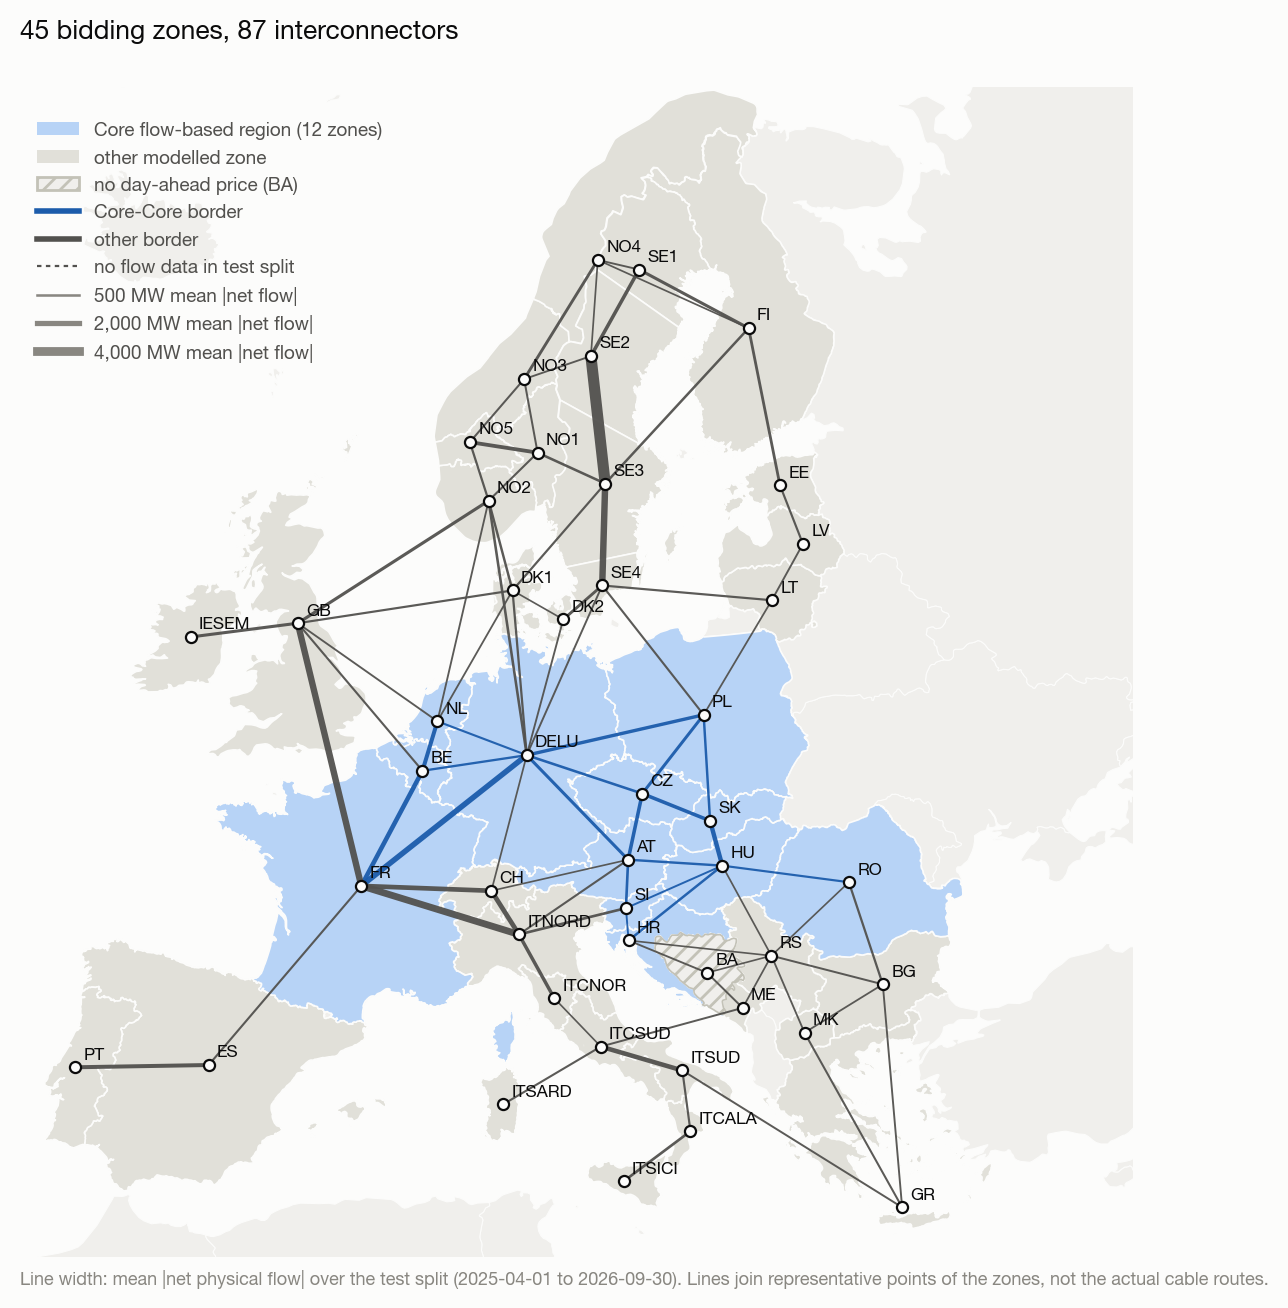 45 bidding zones, 87 interconnectors
Core flow-based region (12 zones)
other modelled zone
no day-ahead price (BA)
Core-Core border
other border
no flow data in test split
500 MW mean |net flow|
2,000 MW mean |net flow|
4,000 MW mean |net flow|
NO4
SE1
FI
SE2
NO3
NO5
NO1
SE3
EE
NO2
LV
SE4
DK1
LT
DK2
GB
IESEM
PL
NL
DELU
BE
CZ
SK
AT
HU
FR
CH
RO
SI
ITNORD
HR
RS
BA
BG
ITCNOR
ME
MK
ITCSUD
PT
ES
ITSUD
ITSARD
ITCALA
ITSICI
GR
Line width: mean |net physical flow| over the test split (2025-04-01 to 2026-09-30). Lines join representative points of the zones, not the actual cable routes.